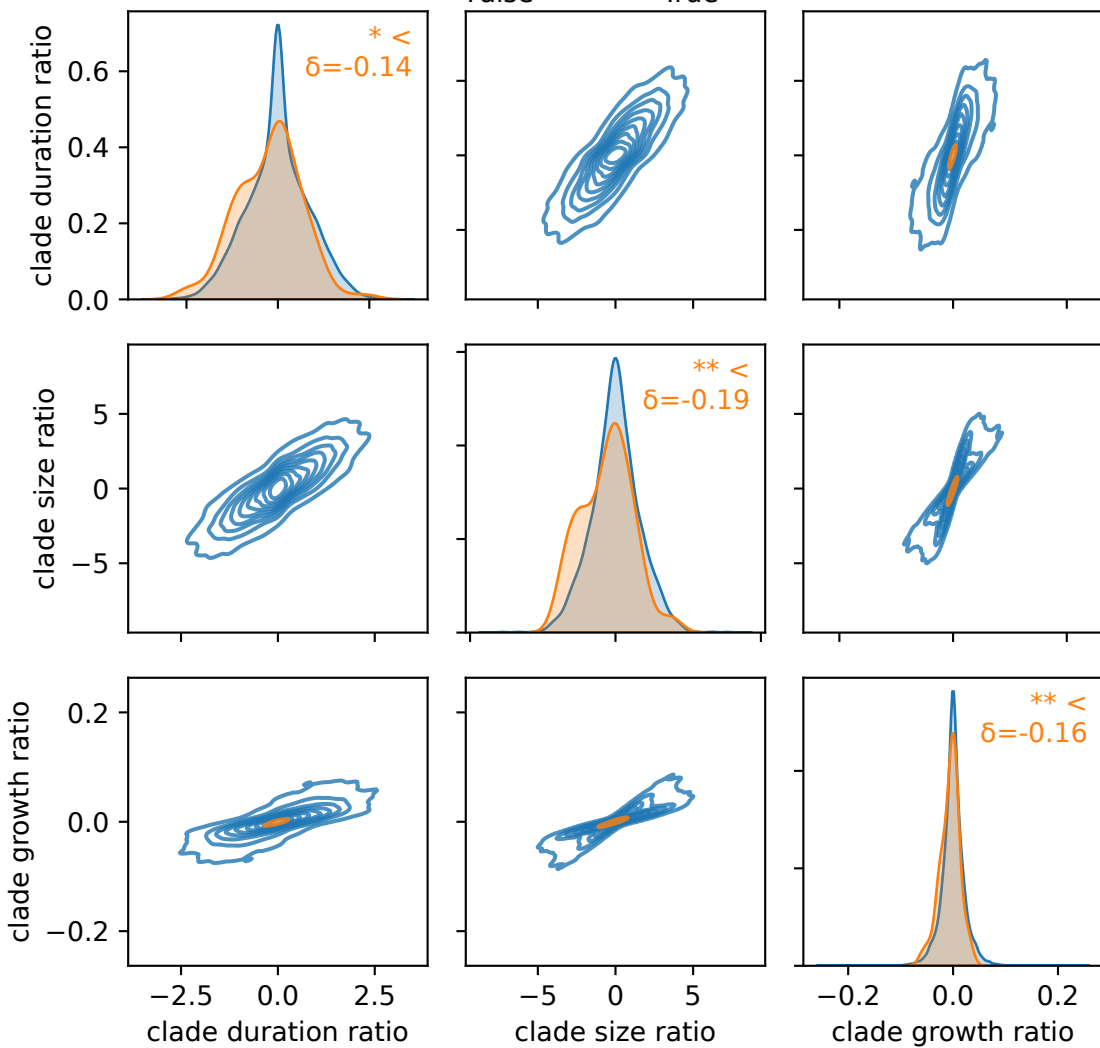 clade duration ratio
0.6
0.4
0.2
0.0
* <
δ=-0.14
clade size ratio
5
0
−5
** <
δ=-0.19
clade growth ratio
0.2
0.0
−0.2
** <
δ=-0.16
−2.5 0.0 2.5
−5 0 5
−0.2 0.0 0.2
clade duration ratio
clade size ratio
clade growth ratio